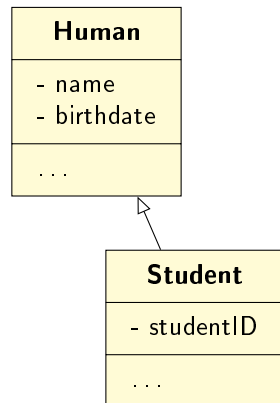 Human
- name
- birthdate
...
Student
- studentID
...